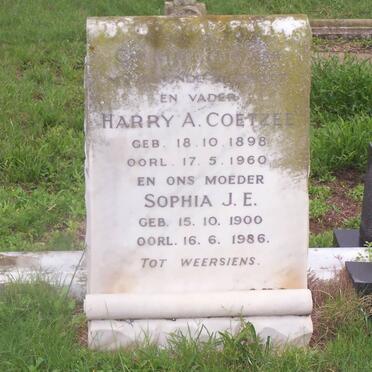 EN VADER
HARRY A. COETZEE
GEB. 18.10.1898
OORL. 17.5.1960
EN ONS MOEDER
SOPHIA J.E.
GEB. 15.10.1900
OORL. 16.6.1986.
TOT WEERSIENS.